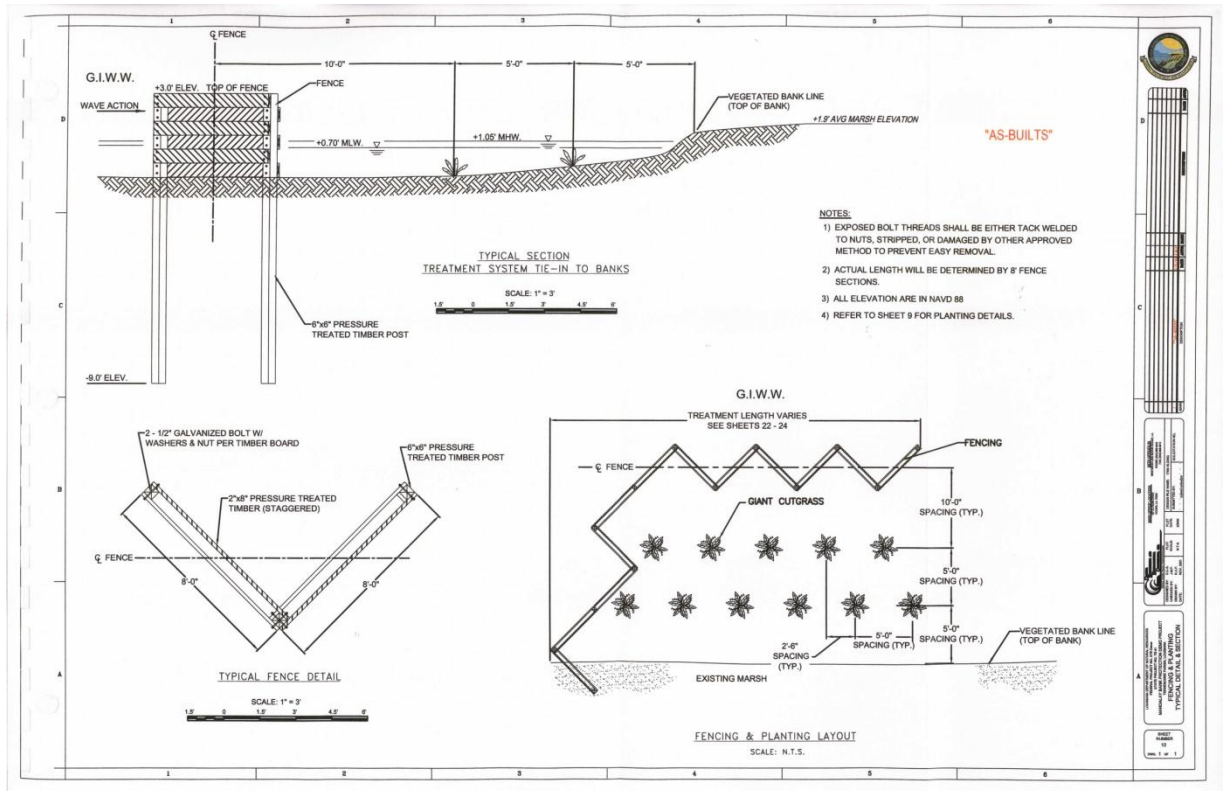 1
2
3
4
5
6
℄ FENCE
G.I.W.W.
10'-0"
5'-0"
5'-0"
+3.0' ELEV. TOP OF FENCE
FENCE
WAVE ACTION
VEGETATED BANK LINE
(TOP OF BANK)
+1.9' AVG MARSH ELEVATION
+1.05' MHW.
+0.70' MLW.
"AS-BUILTS"
TYPICAL SECTION
TREATMENT SYSTEM TIE-IN TO BANKS
SCALE: 1" = 3'
1.5' 0 1.5' 3' 4.5' 6'
6"x6" PRESSURE
TREATED TIMBER POST
-9.0' ELEV.
NOTES:
1) EXPOSED BOLT THREADS SHALL BE EITHER TACK WELDED
TO NUTS, STRIPPED, OR DAMAGED BY OTHER APPROVED
METHOD TO PREVENT EASY REMOVAL.
2) ACTUAL LENGTH WILL BE DETERMINED BY 8' FENCE
SECTIONS.
3) ALL ELEVATION ARE IN NAVD 88
4) REFER TO SHEET 9 FOR PLANTING DETAILS.
2 - 1/2" GALVANIZED BOLT W/
WASHERS & NUT PER TIMBER BOARD
6"x6" PRESSURE
TREATED TIMBER POST
2"x8" PRESSURE TREATED
TIMBER (STAGGERED)
℄ FENCE
8'-0"
8'-0"
TYPICAL FENCE DETAIL
SCALE: 1" = 3'
1.5' 0 1.5' 3' 4.5' 6'
G.I.W.W.
TREATMENT LENGTH VARIES
SEE SHEETS 22 - 24
FENCING
℄ FENCE
GIANT CUTGRASS
10'-0"
SPACING (TYP.)
5'-0"
SPACING (TYP.)
5'-0"
SPACING (TYP.)
5'-0"
SPACING (TYP.)
2'-6"
SPACING
(TYP.)
VEGETATED BANK LINE
(TOP OF BANK)
EXISTING MARSH
FENCING & PLANTING LAYOUT
SCALE: N.T.S.
D
C
B
A
D
C
B
A
1
2
3
4
5
6
DESCRIPTION
FENCING & PLANTING
TYPICAL DETAIL & SECTION
SHEET
NUMBER
10
DWG. 1 OF 1